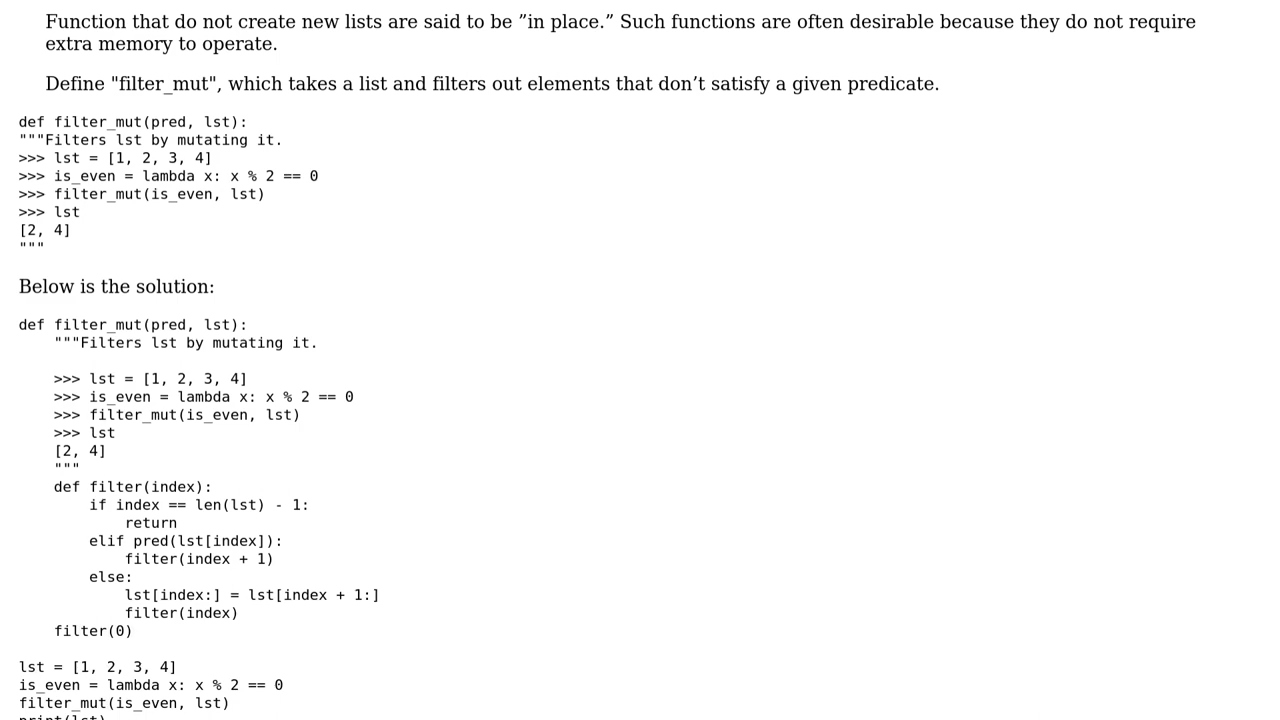 Function that do not create new lists are said to be ”in place.” Such functions are often desirable because they do not require
extra memory to operate.
Define "filter_mut", which takes a list and filters out elements that don’t satisfy a given predicate.
def filter_mut(pred, lst):
"""Filters lst by mutating it.
>>> lst = [1, 2, 3, 4]
>>> is_even = lambda x: x % 2 == 0
>>> filter_mut(is_even, lst)
>>> lst
[2, 4]
"""
Below is the solution:
def filter_mut(pred, lst):
    """Filters lst by mutating it.
    >>> lst = [1, 2, 3, 4]
    >>> is_even = lambda x: x % 2 == 0
    >>> filter_mut(is_even, lst)
    >>> lst
    [2, 4]
    """
    def filter(index):
        if index == len(lst) - 1:
            return
        elif pred(lst[index]):
            filter(index + 1)
        else:
            lst[index:] = lst[index + 1:]
            filter(index)
    filter(0)
lst = [1, 2, 3, 4]
is_even = lambda x: x % 2 == 0
filter_mut(is_even, lst)
print(lst)